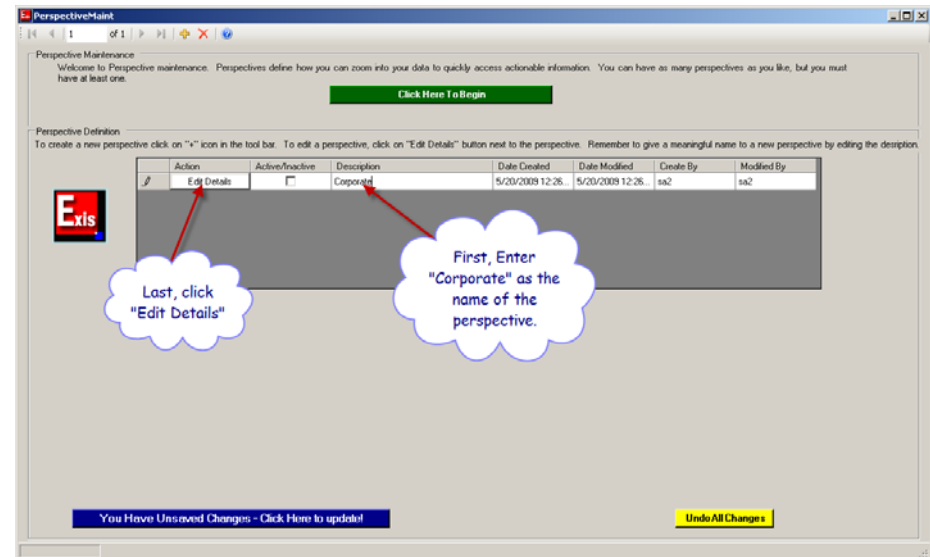 PerspectiveMaint
1 of 1
Perspective Maintenance
Welcome to Perspective maintenance. Perspectives define how you can zoom into your data to quickly access actionable information. You can have as many perspectives as you like, but you must
have at least one.
Click Here To Begin
Perspective Definition
To create a new perspective click on "+" icon in the tool bar. To edit a perspective, click on "Edit Details" button next to the perspective. Remember to give a meaningful name to a new perspective by editing the desription.
Action Active/Inactive Description Date Created Date Modified Create By Modified By
Edit Details Corporate 5/20/2009 12:26... 5/20/2009 12:26... sa2 sa2
Exis
First, Enter
"Corporate" as the
name of the
perspective.
Last, click
"Edit Details"
You Have Unsaved Changes - Click Here to update!
Undo All Changes